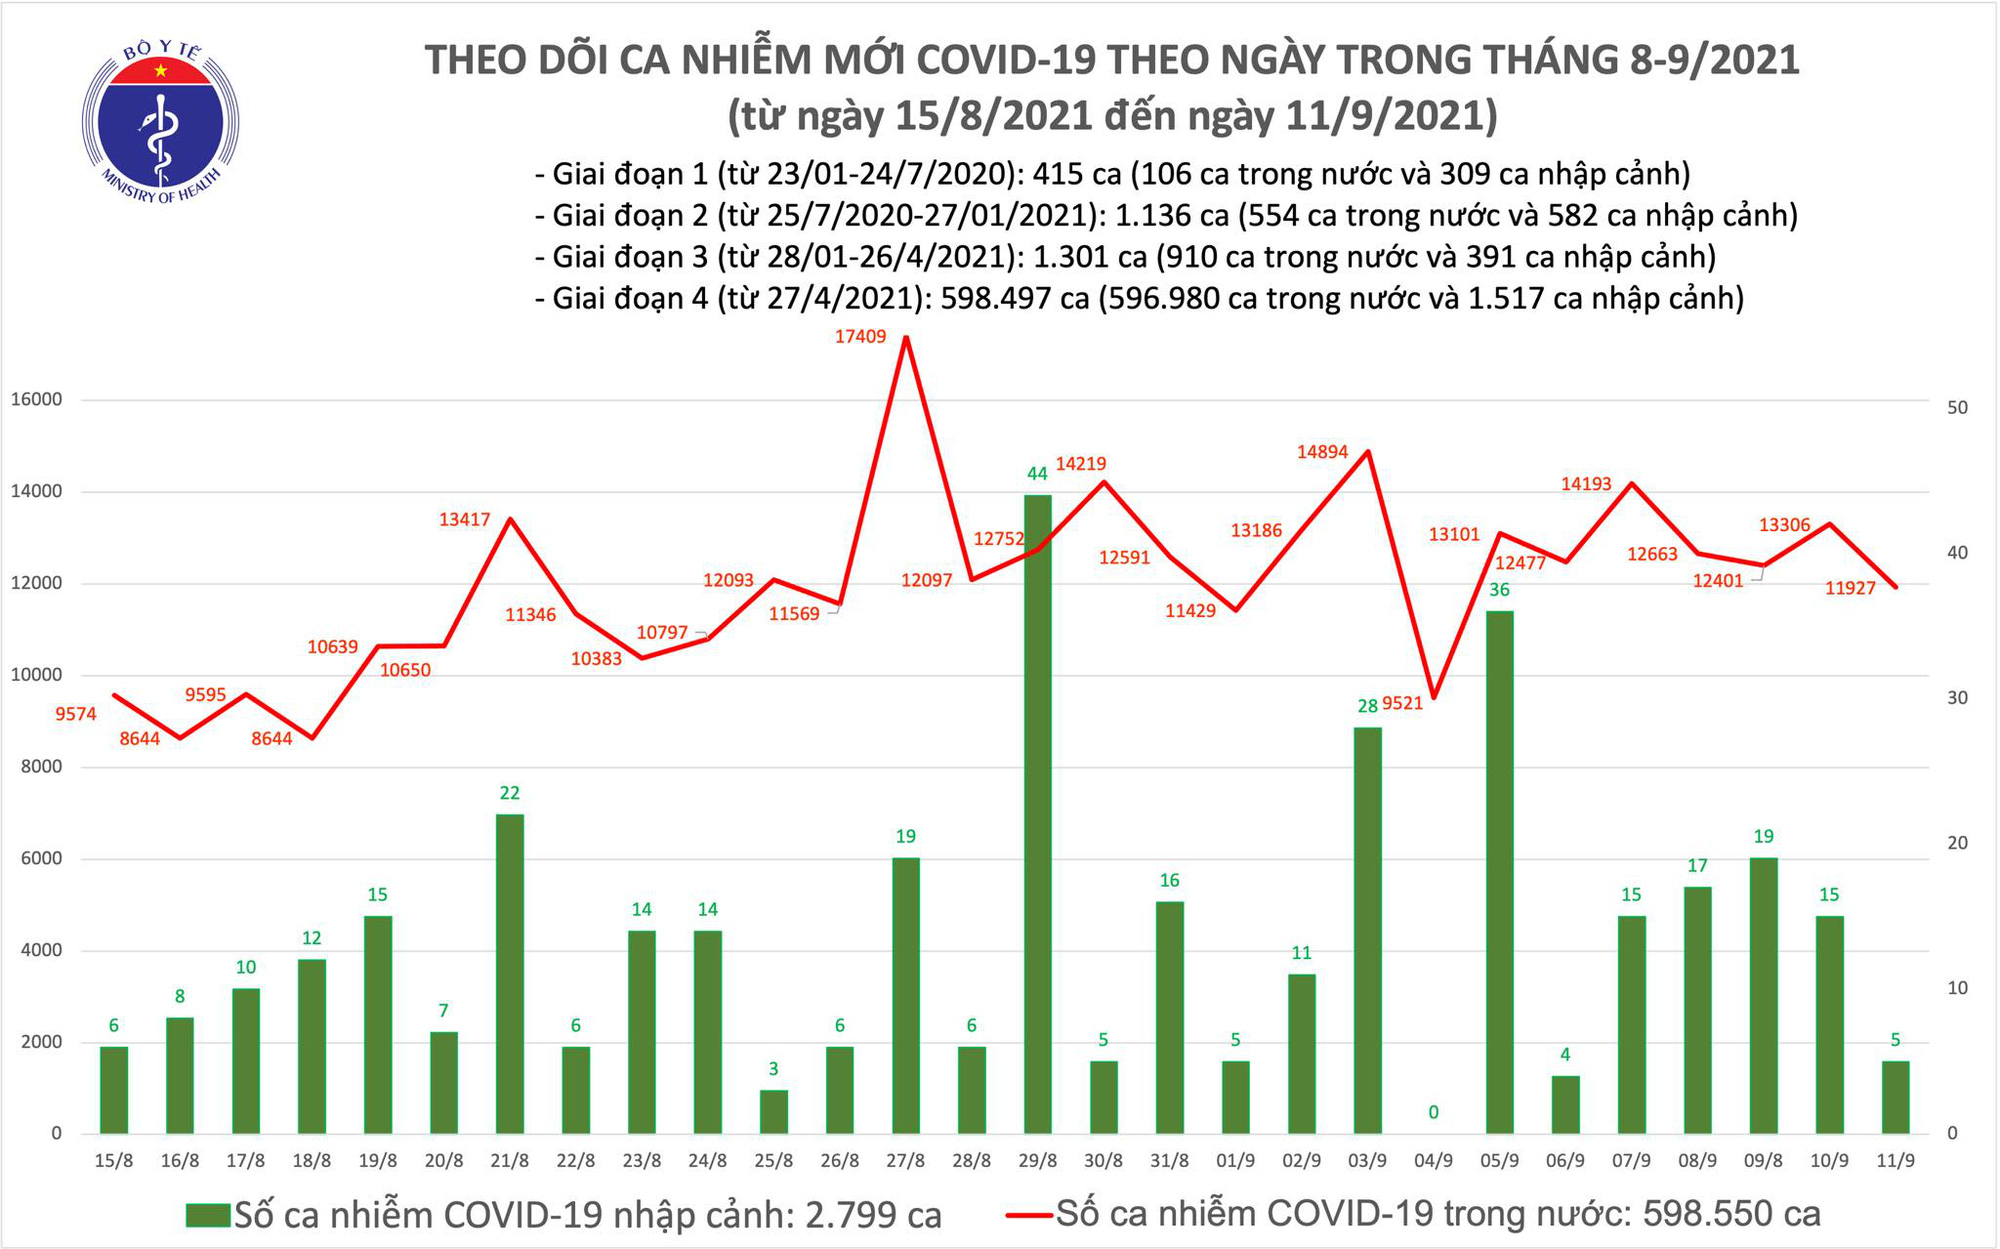 BỘ Y TẾ
MINISTRY OF HEALTH
THEO DÕI CA NHIỄM MỚI COVID-19 THEO NGÀY TRONG THÁNG 8-9/2021
(từ ngày 15/8/2021 đến ngày 11/9/2021)
- Giai đoạn 1 (từ 23/01-24/7/2020): 415 ca (106 ca trong nước và 309 ca nhập cảnh)
- Giai đoạn 2 (từ 25/7/2020-27/01/2021): 1.136 ca (554 ca trong nước và 582 ca nhập cảnh)
- Giai đoạn 3 (từ 28/01-26/4/2021): 1.301 ca (910 ca trong nước và 391 ca nhập cảnh)
- Giai đoạn 4 (từ 27/4/2021): 598.497 ca (596.980 ca trong nước và 1.517 ca nhập cảnh)
16000
14000
12000
10000
8000
6000
4000
2000
0
9574 8644 9595 8644 10639 10650 13417 11346 10383 10797 12093 11569 17409 12097 12752 14219 12591 11429 13186 14894 9521 13101 12477 14193 12663 12401 13306 11927
6 8 10 12 15 7 22 6 14 14 3 6 19 6 44 5 16 5 11 28 0 36 4 15 17 19 15 5
50
40
30
20
10
0
15/8 16/8 17/8 18/8 19/8 20/8 21/8 22/8 23/8 24/8 25/8 26/8 27/8 28/8 29/8 30/8 31/8 01/9 02/9 03/9 04/9 05/9 06/9 07/9 08/9 09/8 10/9 11/9
Số ca nhiễm COVID-19 nhập cảnh: 2.799 ca
Số ca nhiễm COVID-19 trong nước: 598.550 ca